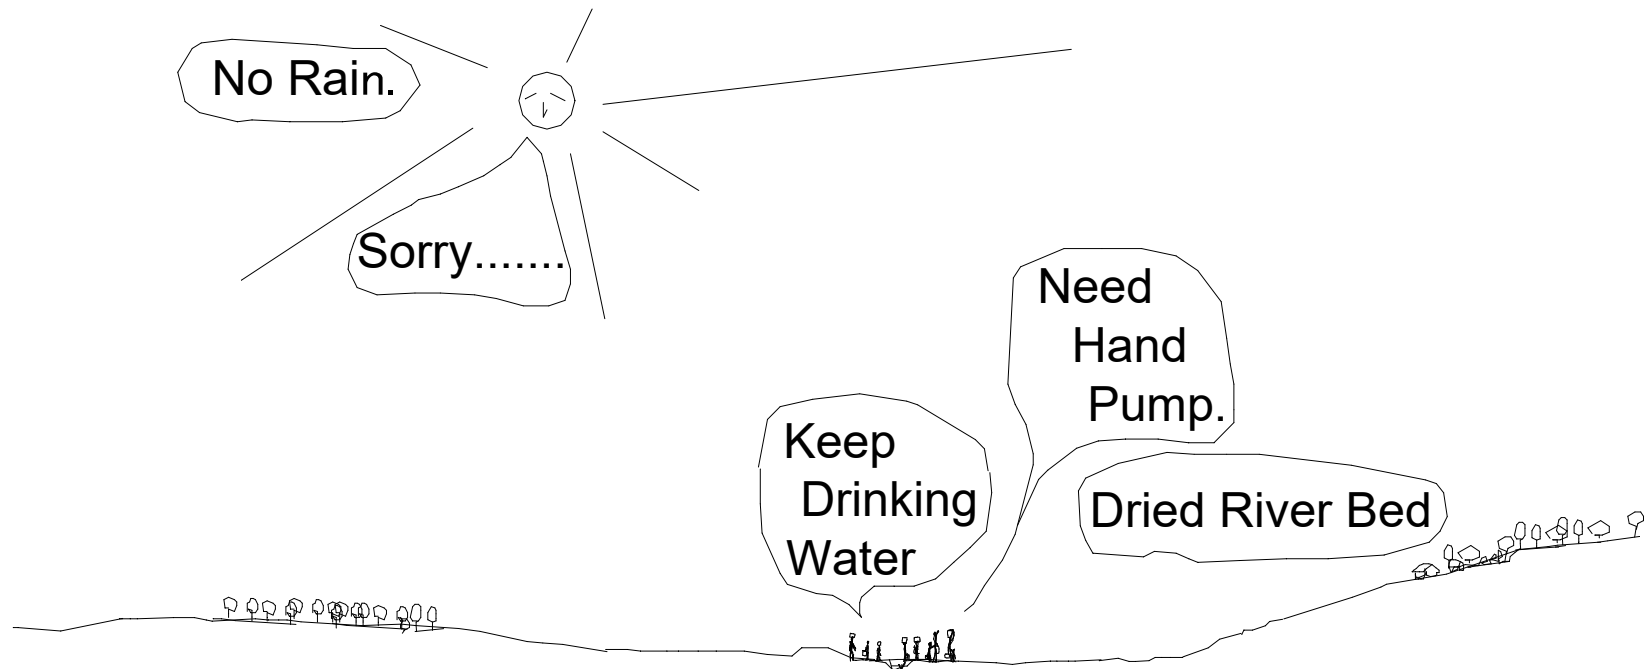 No Rain.
Sorry.......
Need
Hand
Pump.
Keep
Drinking
Water
Dried River Bed